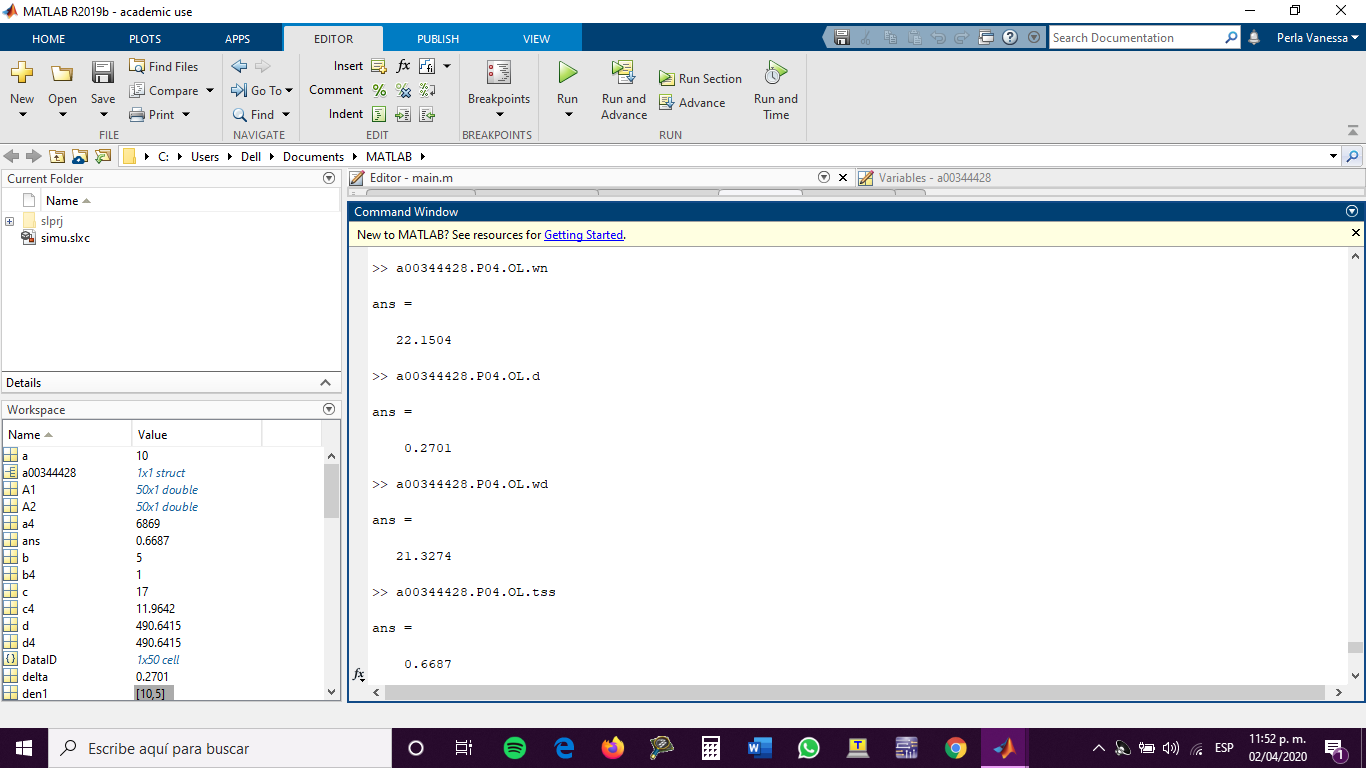 MATLAB R2019b - academic use
HOME PLOTS APPS EDITOR PUBLISH VIEW
Search Documentation
Perla Vanessa
New
Open
Save
Find Files
Compare
Print
FILE
Go To
Find
NAVIGATE
Insert fx
Comment
Indent
EDIT
Breakpoints
BREAKPOINTS
Run
Run and
Advance
Run Section
Advance
Run and
Time
RUN
C: Users Dell Documents MATLAB
Current Folder
Name
slprj
simu.slxc
Details
Workspace
Name Value
a 10
a00344428 1x1 struct
A1 50x1 double
A2 50x1 double
a4 6869
ans 0.6687
b 5
b4 1
c 17
c4 11.9642
d 490.6415
d4 490.6415
DataID 1x50 cell
delta 0.2701
den1 [10,5]
Editor - main.m
Variables - a00344428
Command Window
New to MATLAB? See resources for Getting Started.
>> a00344428.P04.OL.wn
ans =
22.1504
>> a00344428.P04.OL.d
ans =
0.2701
>> a00344428.P04.OL.wd
ans =
21.3274
>> a00344428.P04.OL.tss
ans =
0.6687
fx
Escribe aquí para buscar
ESP
11:52 p. m.
02/04/2020
1